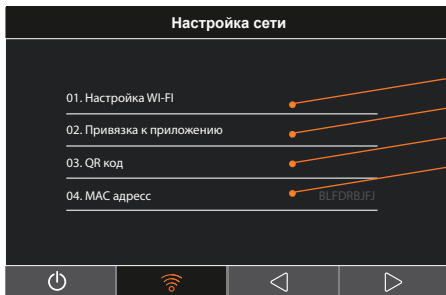 Настройка сети
01. Настройка WI-FI
02. Привязка к приложению
03. QR код
04. MAC адресс BLFDRBJFJ